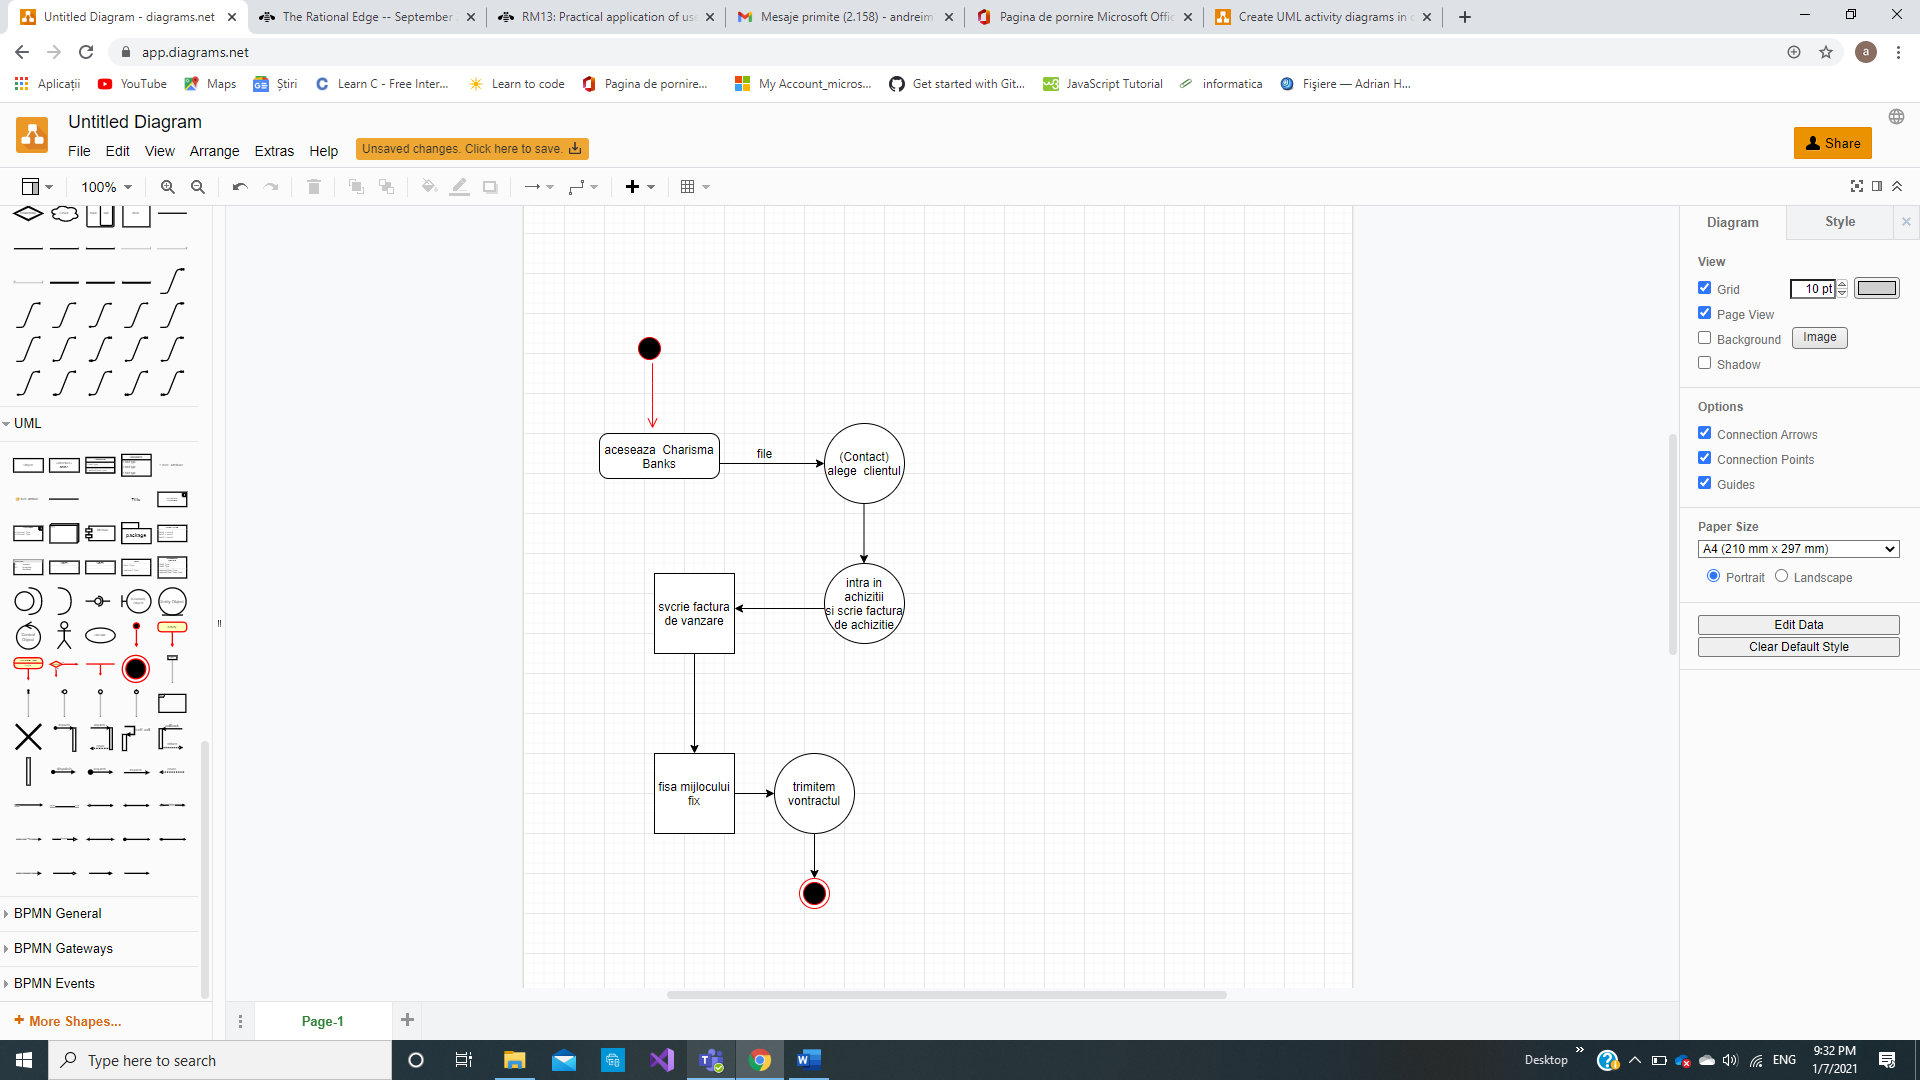 Untitled Diagram - diagrams.net
The Rational Edge -- September
RM13: Practical application of us
Mesaje primite (2.158) - andreim
Pagina de pornire Microsoft Offic
Create UML activity diagrams in
app.diagrams.net
a
Aplicații
YouTube
Maps
Știri
Learn C - Free Inter...
Learn to code
Pagina de pornire...
My Account_micros...
Get started with Git...
JavaScript Tutorial
informatica
Fișiere — Adrian H...
Untitled Diagram
File Edit View Arrange Extras Help
Unsaved changes. Click here to save.
Share
100%
UML
Title
package
BPMN General
BPMN Gateways
BPMN Events
+ More Shapes...
aceseaza Charisma
Banks
file
(Contact)
alege clientul
intra in
achizitii
si scrie factura
de achizitie
svcrie factura
de vanzare
fisa mijlocului
fix
trimitem
vontractul
Page-1
Diagram
Style
View
Grid
10 pt
Page View
Background
Image
Shadow
Options
Connection Arrows
Connection Points
Guides
Paper Size
A4 (210 mm x 297 mm)
Portrait
Landscape
Edit Data
Clear Default Style
Type here to search
Desktop
ENG
9:32 PM
1/7/2021